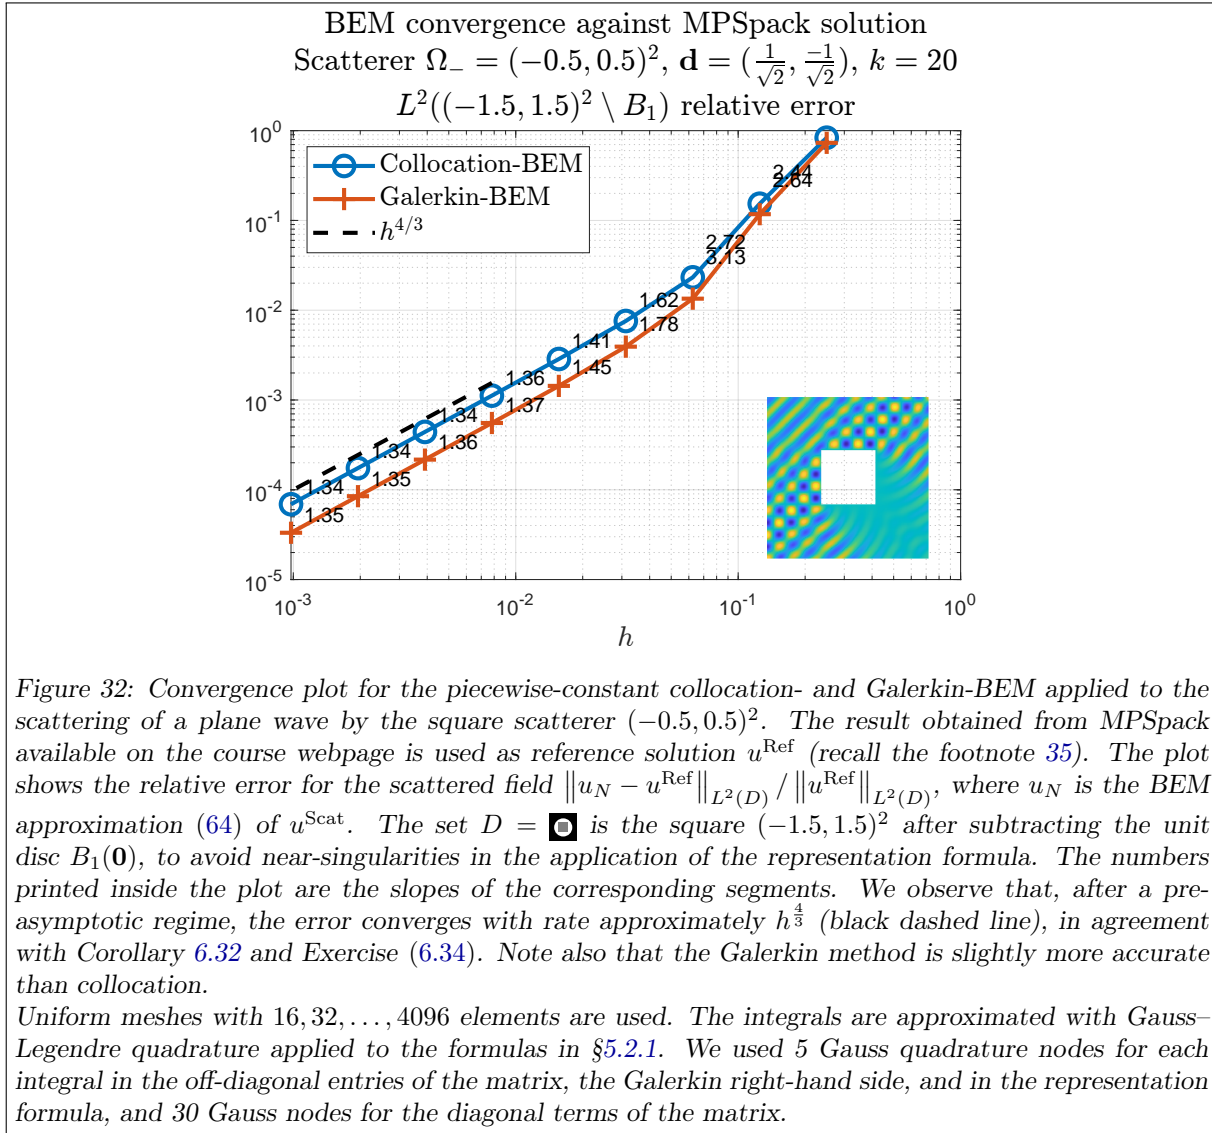 BEM convergence against MPSpack solution
Scatterer Ω₋ = (−0.5, 0.5)², d = (1/√2, −1/√2), k = 20
L²((−1.5, 1.5)² \ B₁) relative error
10⁰
10⁻¹
10⁻²
10⁻³
10⁻⁴
10⁻⁵
Collocation-BEM
Galerkin-BEM
h^{4/3}
2.44
2.64
2.72
3.13
1.62
1.78
1.41
1.45
1.36
1.37
1.34
1.36
1.34
1.35
1.34
1.35
10⁻³
10⁻²
10⁻¹
10⁰
h
Figure 32: Convergence plot for the piecewise-constant collocation- and Galerkin-BEM applied to the
scattering of a plane wave by the square scatterer (−0.5, 0.5)². The result obtained from MPSpack
available on the course webpage is used as reference solution u^Ref (recall the footnote 35). The plot
shows the relative error for the scattered field ‖u_N − u^Ref‖_{L²(D)} / ‖u^Ref‖_{L²(D)}, where u_N is the BEM
approximation (64) of u^Scat. The set D = is the square (−1.5, 1.5)² after subtracting the unit
disc B₁(0), to avoid near-singularities in the application of the representation formula. The numbers
printed inside the plot are the slopes of the corresponding segments. We observe that, after a pre-
asymptotic regime, the error converges with rate approximately h^{4/3} (black dashed line), in agreement
with Corollary 6.32 and Exercise (6.34). Note also that the Galerkin method is slightly more accurate
than collocation.
Uniform meshes with 16, 32, . . . , 4096 elements are used. The integrals are approximated with Gauss–
Legendre quadrature applied to the formulas in §5.2.1. We used 5 Gauss quadrature nodes for each
integral in the off-diagonal entries of the matrix, the Galerkin right-hand side, and in the representation
formula, and 30 Gauss nodes for the diagonal terms of the matrix.